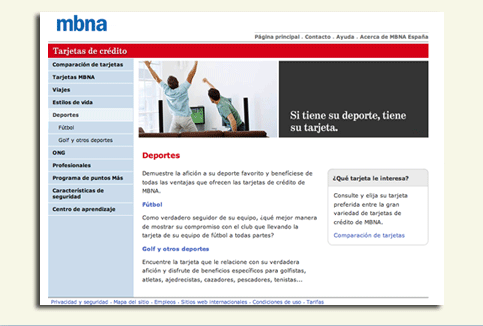 mbna
Página principal . Contacto . Ayuda . Acerca de MBNA España
Tarjetas de crédito
Comparación de tarjetas
Tarjetas MBNA
Viajes
Estilos de vida
Deportes
Fútbol
Golf y otros deportes
ONG
Profesionales
Programa de puntos Más
Características de
seguridad
Centro de aprendizaje
Si tiene su deporte, tiene
su tarjeta.
Deportes
Demuestre la afición a su deporte favorito y benefíciese de
todas las ventajas que ofrecen las tarjetas de crédito de
MBNA.
Fútbol
Como verdadero seguidor de su equipo, ¿qué mejor manera
de mostrar su compromiso con el club que llevando la
tarjeta de su equipo de fútbol a todas partes?
Golf y otros deportes
Encuentre la tarjeta que le relacione con su verdadera
afición y disfrute de beneficios específicos para golfistas,
atletas, ajedrecistas, cazadores, pescadores, tenistas...
¿Qué tarjeta le interesa?
Consulte y elija su tarjeta
preferida entre la gran
variedad de tarjetas de
crédito de MBNA.
Comparación de tarjetas
Privacidad y seguridad - Mapa del sitio - Empleos - Sitios web internacionales - Condiciones de uso - Tarifas